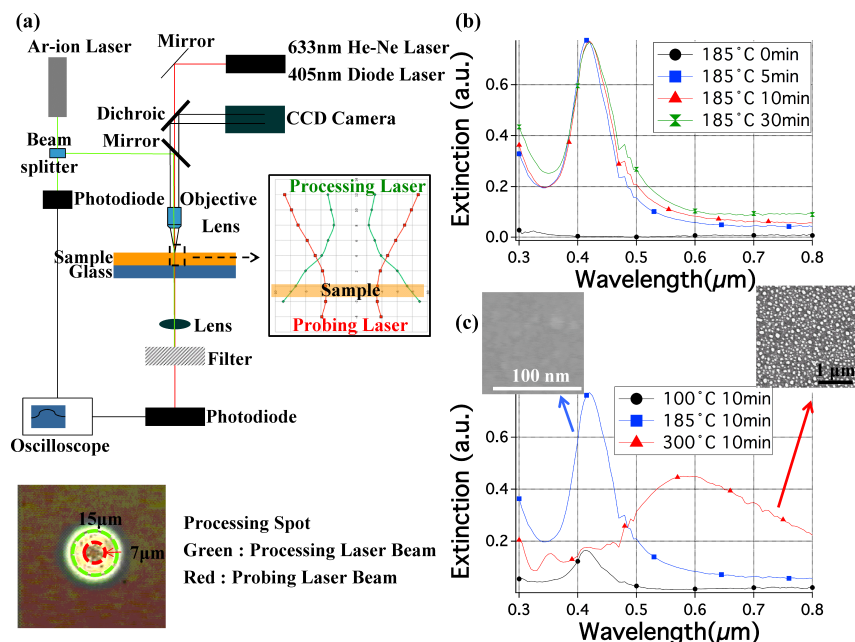 (a)
Ar-ion Laser
Mirror
633nm He-Ne Laser
405nm Diode Laser
Dichroic
CCD Camera
Mirror
Beam
splitter
Photodiode
Objective
Lens
Sample
Glass
Processing Laser
Sample
Probing Laser
Lens
Filter
Photodiode
Oscilloscope
15μm
7μm
Processing Spot
Green : Processing Laser Beam
Red : Probing Laser Beam
(b)
Extinction (a.u.)
0.6
0.4
0.2
0.0
185˚C 0min
185˚C 5min
185˚C 10min
185˚C 30min
0.3 0.4 0.5 0.6 0.7 0.8
Wavelength(μm)
(c)
100 nm
1 μm
Extinction (a.u.)
0.6
0.4
0.2
0.0
100˚C 10min
185˚C 10min
300˚C 10min
0.3 0.4 0.5 0.6 0.7 0.8
Wavelength(μm)